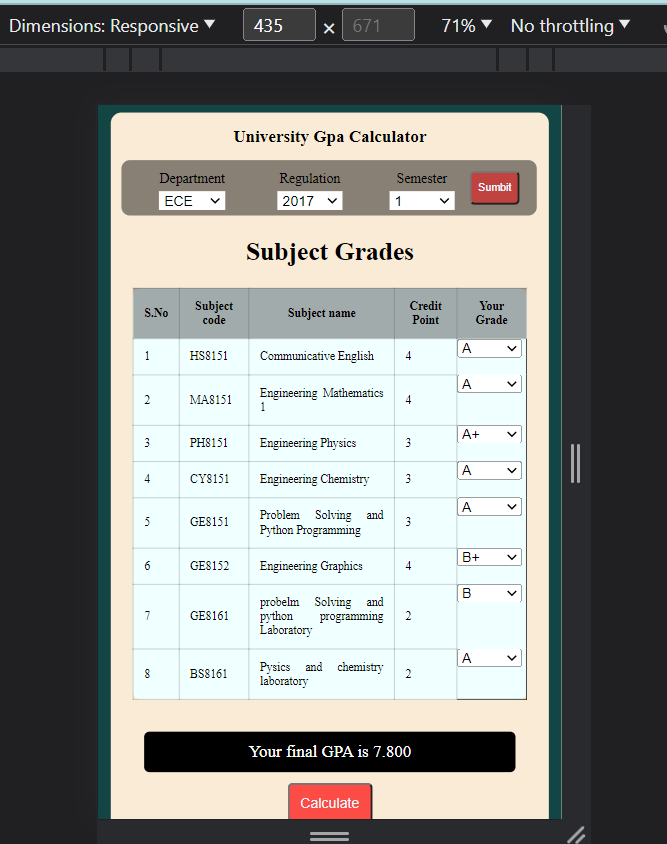 Dimensions: Responsive 435 × 671 71% No throttling
University Gpa Calculator
Department Regulation Semester
ECE 2017 1 Sumbit
Subject Grades
S.No Subject code Subject name Credit Point Your Grade
1 HS8151 Communicative English 4 A
2 MA8151 Engineering Mathematics 1 4 A
3 PH8151 Engineering Physics 3 A+
4 CY8151 Engineering Chemistry 3 A
5 GE8151 Problem Solving and Python Programming 3 A
6 GE8152 Engineering Graphics 4 B+
7 GE8161 probelm Solving and python programming Laboratory 2 B
8 BS8161 Pysics and chemistry laboratory 2 A
Your final GPA is 7.800
Calculate